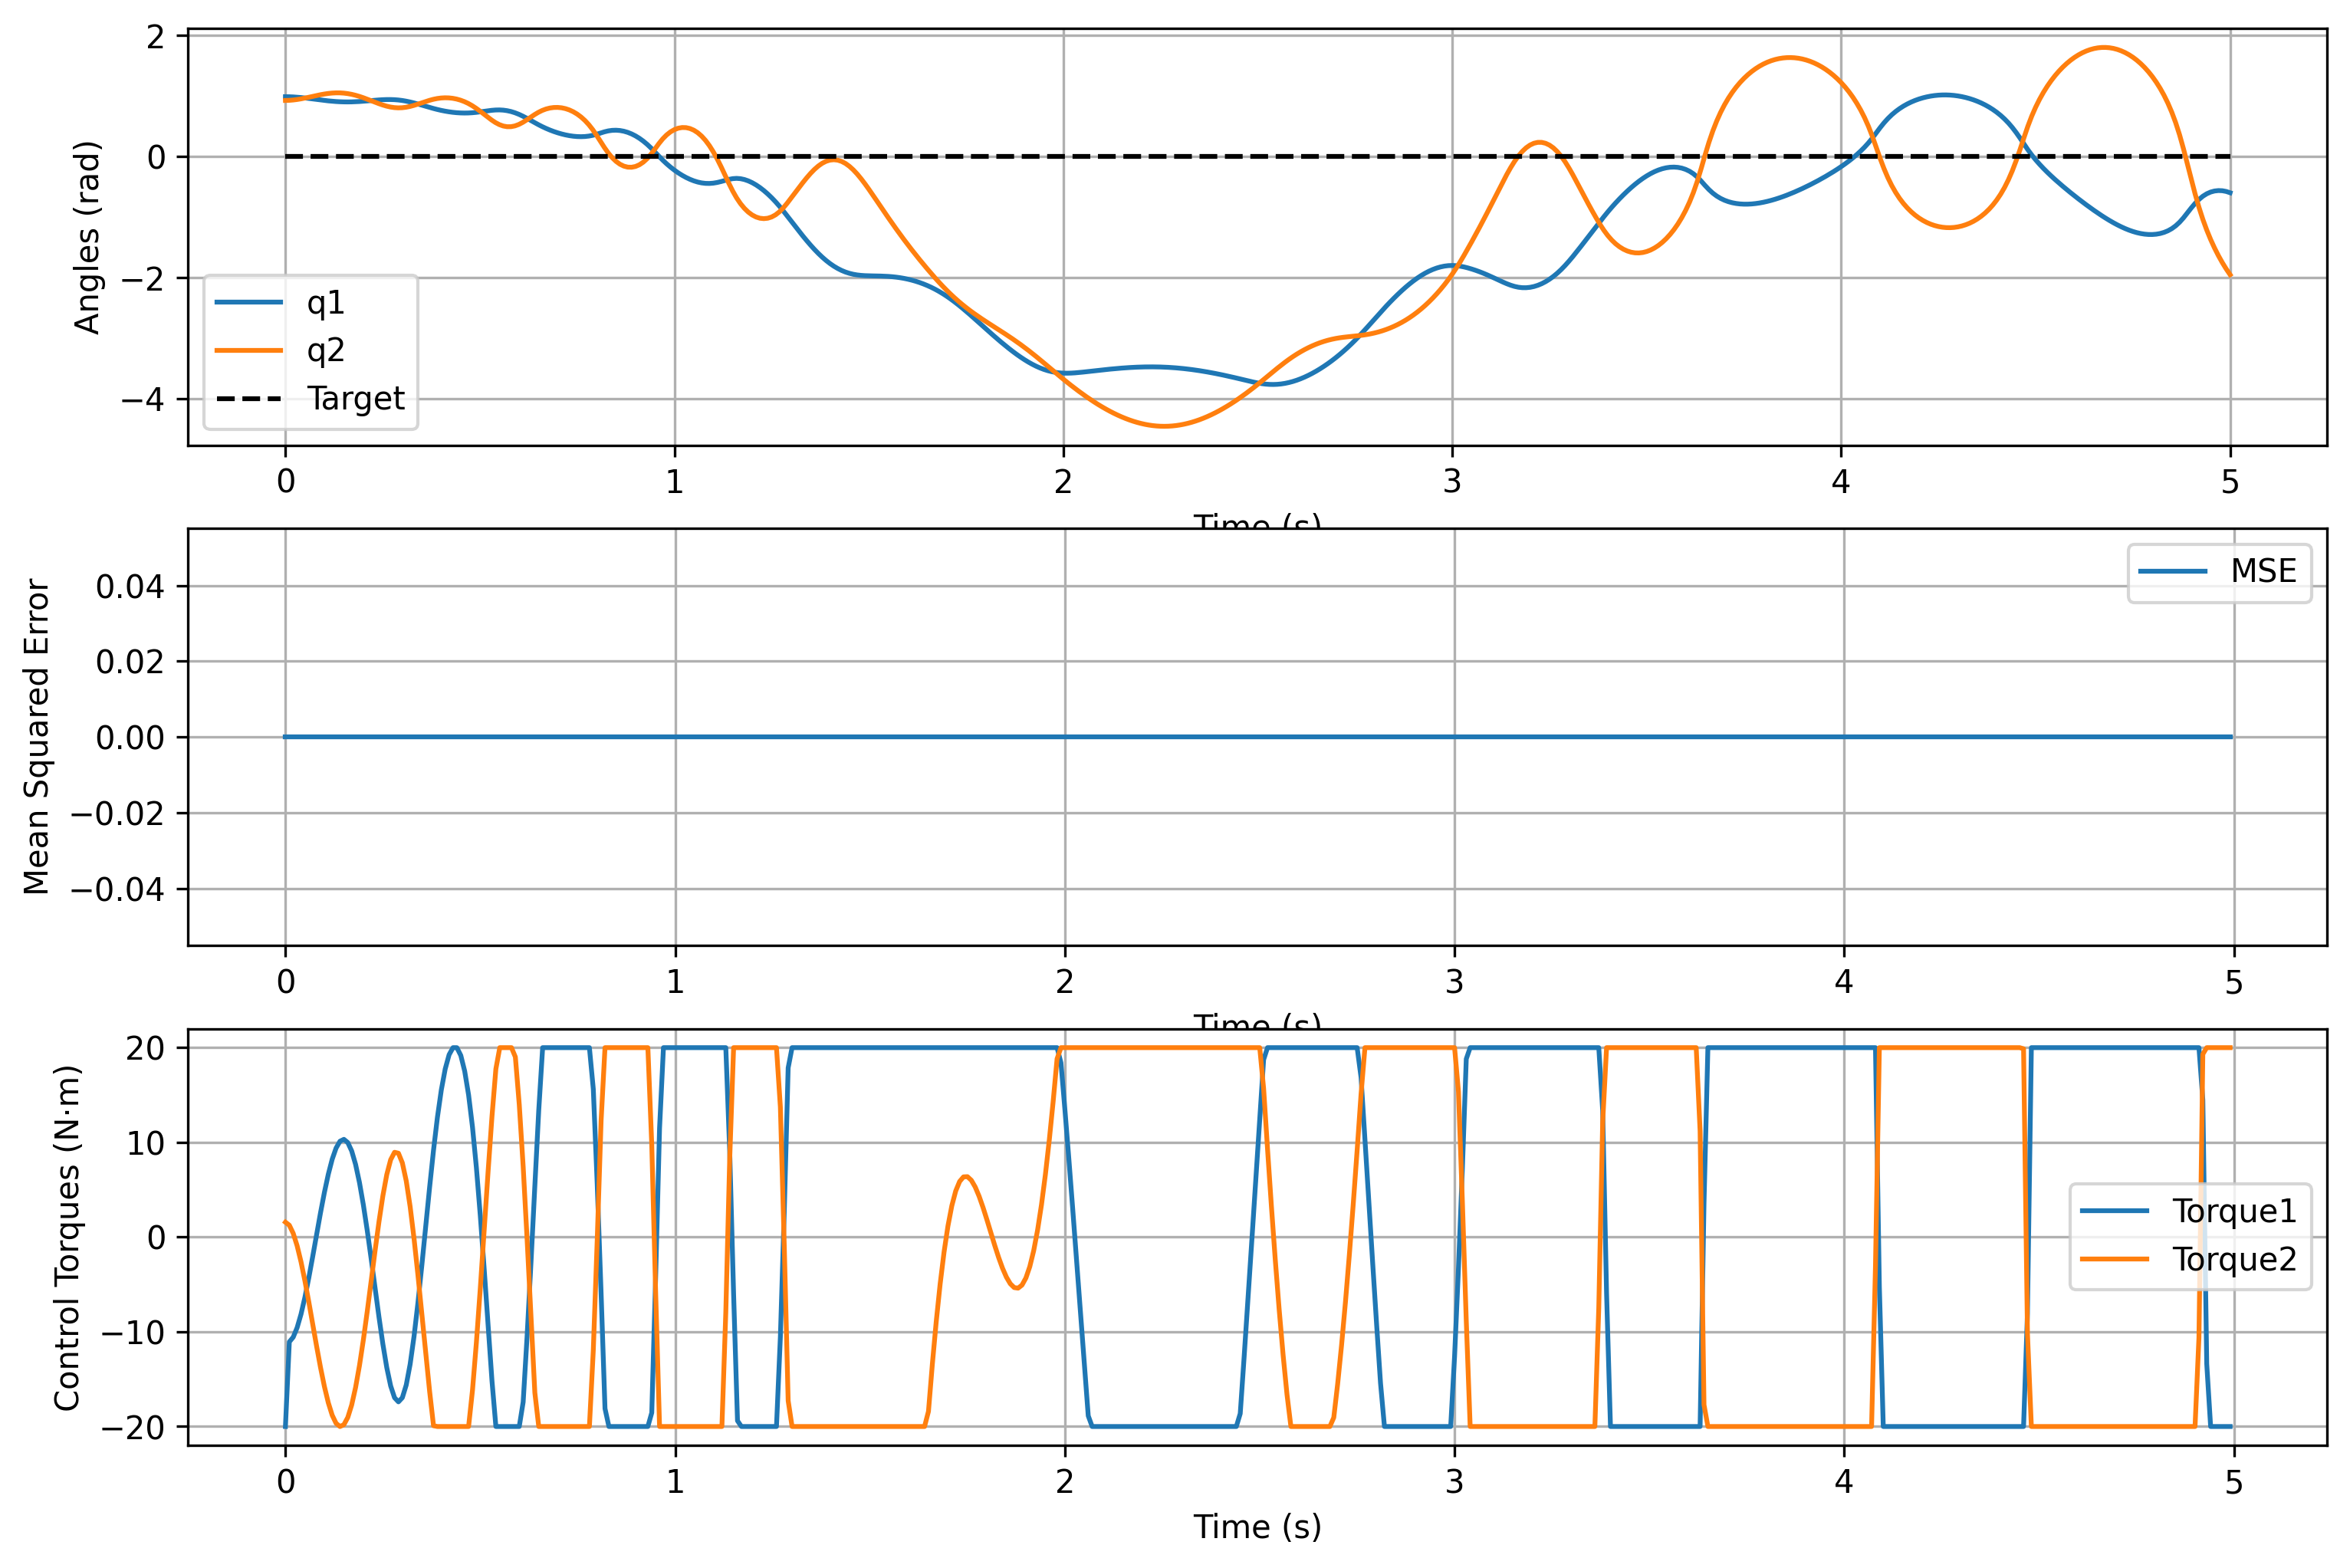 2
0
−2
−4
Angles (rad)
q1
q2
Target
0 1 2 3 4 5
Time (s)
0.04
0.02
0.00
−0.02
−0.04
Mean Squared Error
MSE
0 1 2 3 4 5
Time (s)
20
10
0
−10
−20
Control Torques (N·m)
Torque1
Torque2
0 1 2 3 4 5
Time (s)